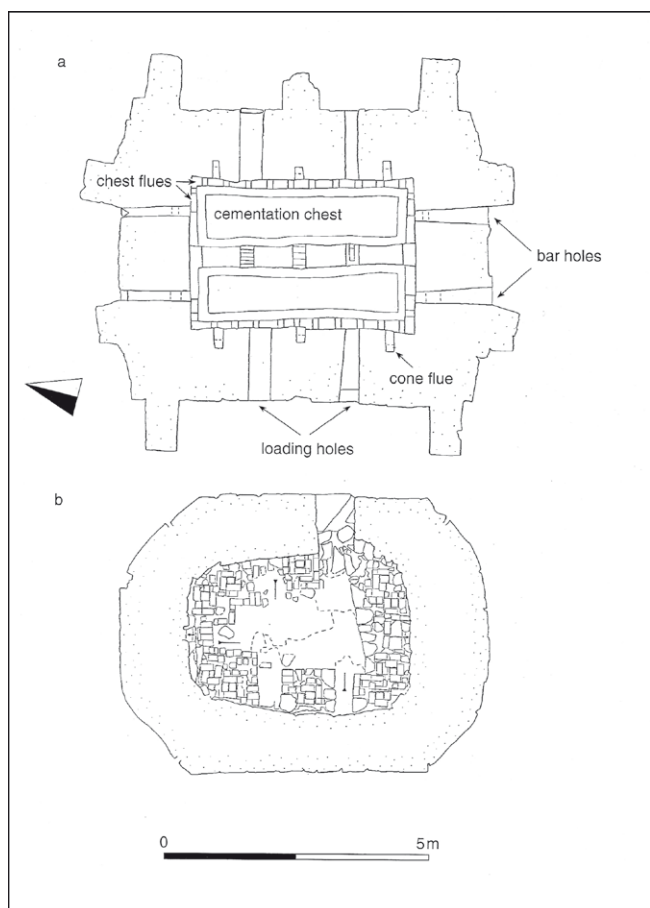 a
chest flues
cementation chest
bar holes
cone flue
loading holes
b
0 5m